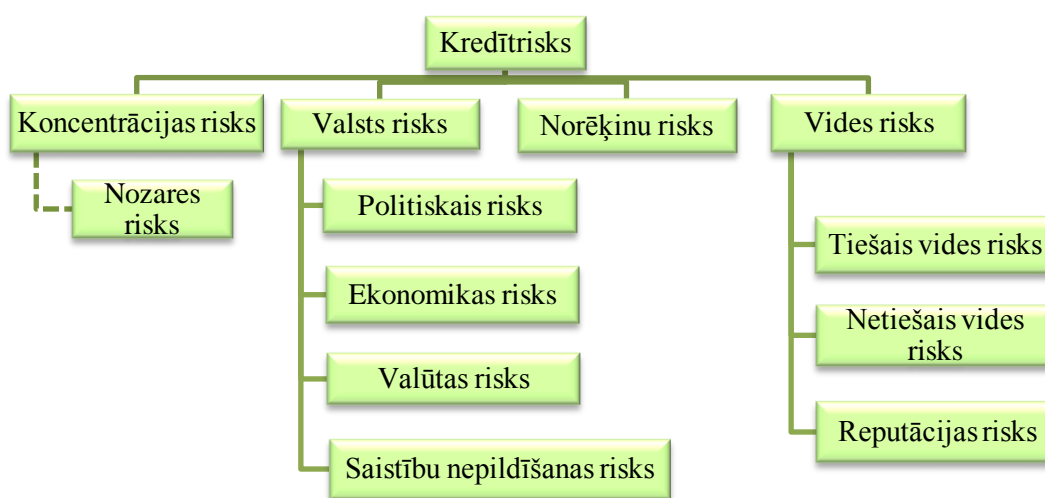 Kredītrisks
Koncentrācijas risks
Nozares
risks
Valsts risks
Politiskais risks
Ekonomikas risks
Valūtas risks
Saistību nepildīšanas risks
Norēķinu risks
Vides risks
Tiešais vides risks
Netiešais vides
risks
Reputācijas risks